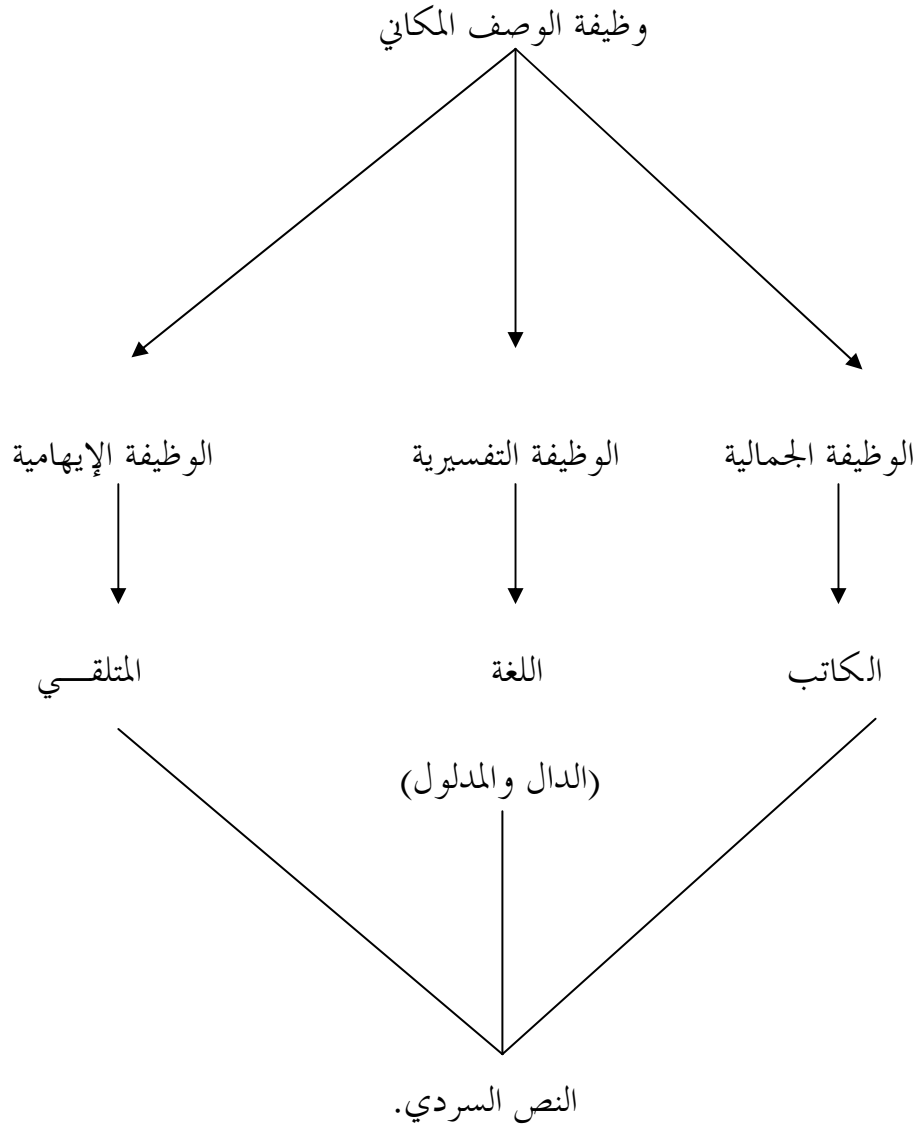 وظيفة الوصف المكاني
الوظيفة الجمالية الوظيفة التفسيرية الوظيفة الإيهامية
الكاتب اللغة المتلقـــي
(الدال والمدلول)
النص السردي.